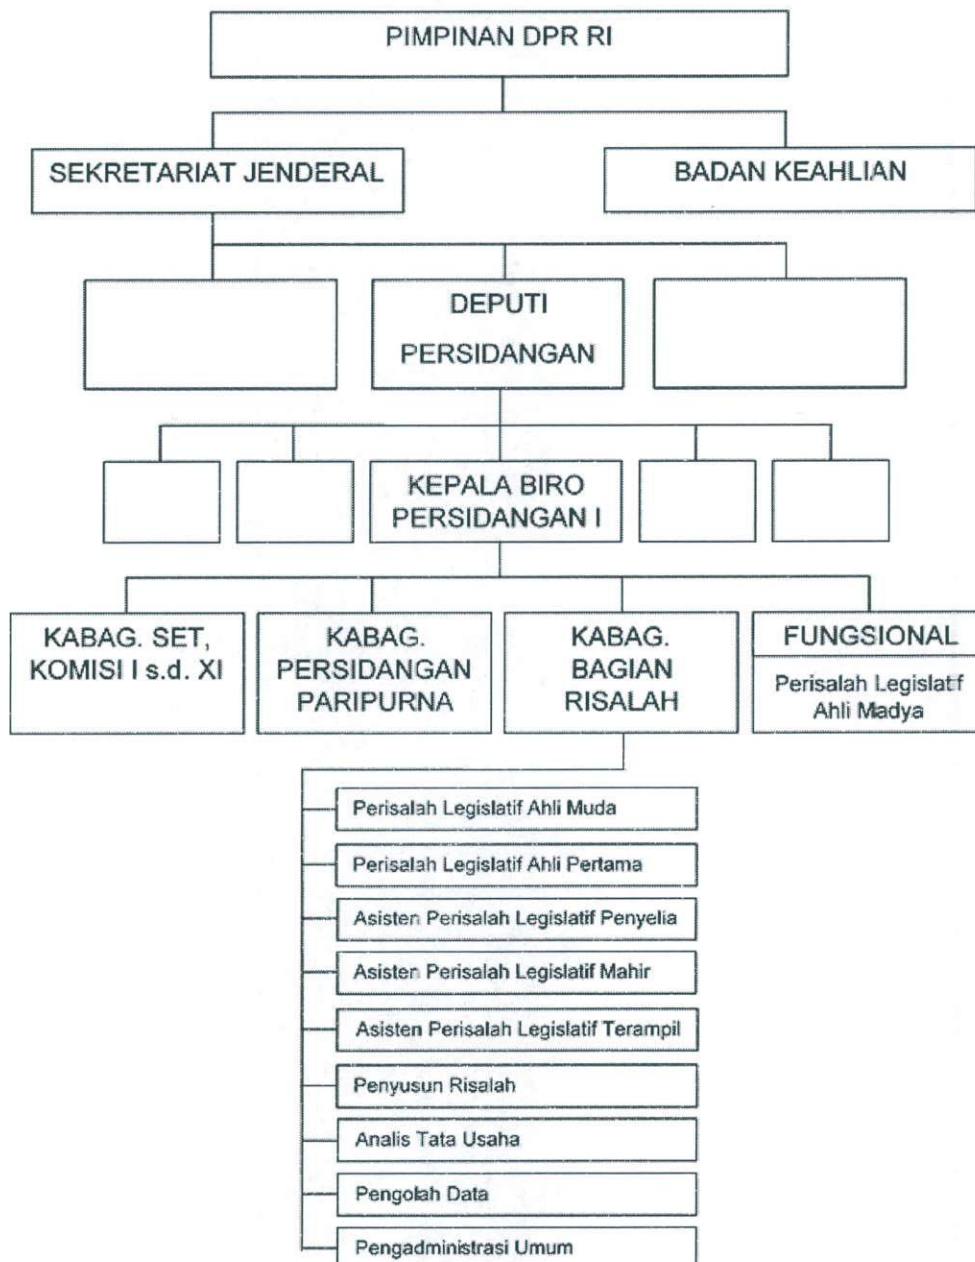 PIMPINAN DPR RI
SEKRETARIAT JENDERAL
BADAN KEAHLIAN
DEPUTI
PERSIDANGAN
KEPALA BIRO
PERSIDANGAN I
KABAG. SET,
KOMISI I s.d. XI
KABAG.
PERSIDANGAN
PARIPURNA
KABAG.
BAGIAN
RISALAH
FUNGSIONAL
Perisalah Legislatif
Ahli Madya
Perisalah Legislatif Ahli Muda
Perisalah Legislatif Ahli Pertama
Asisten Perisalah Legislatif Penyelia
Asisten Perisalah Legislatif Mahir
Asisten Perisalah Legislatif Terampil
Penyusun Risalah
Analis Tata Usaha
Pengolah Data
Pengadministrasi Umum